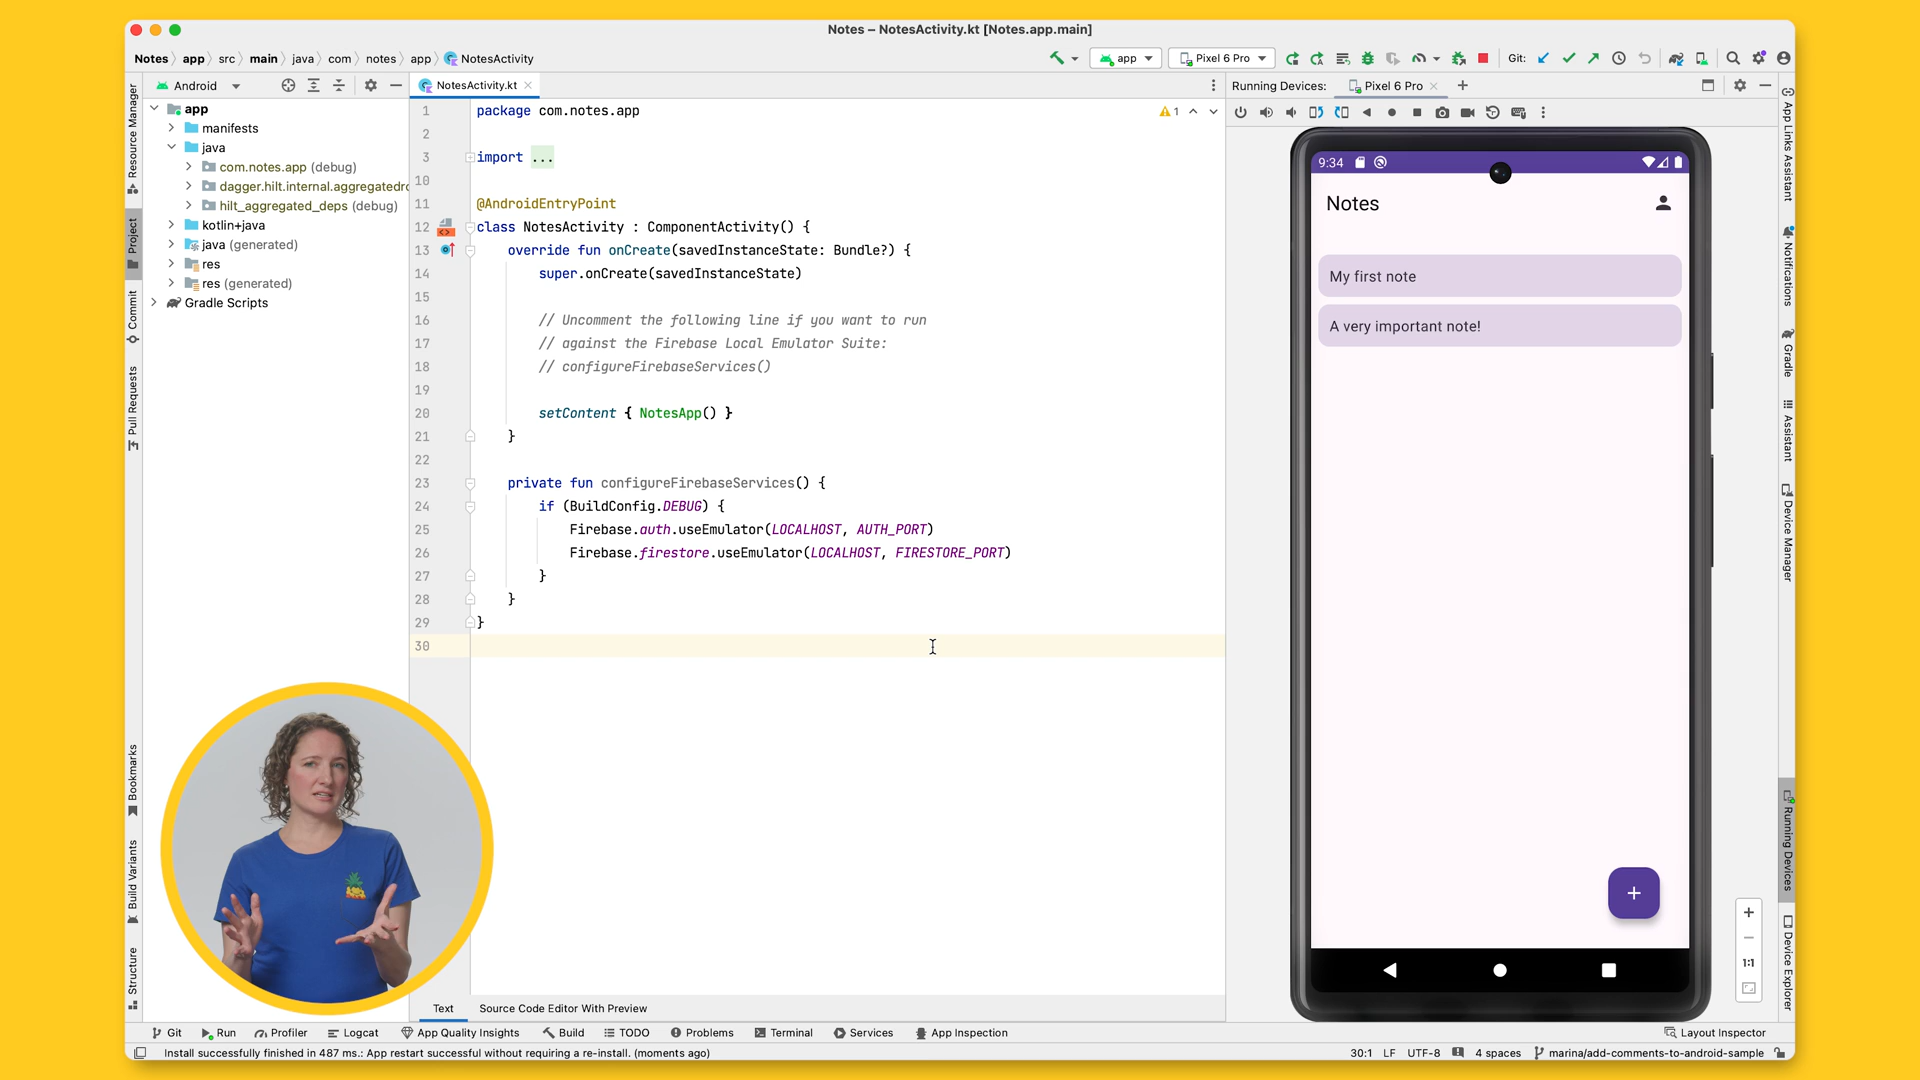 Notes – NotesActivity.kt [Notes.app.main]
Notes app src main java com notes app NotesActivity
app
Pixel 6 Pro
Git:
Android
NotesActivity.kt
Running Devices: Pixel 6 Pro
Resource Manager
Project
Commit
Pull Requests
Bookmarks
Build Variants
Structure
app
manifests
java
com.notes.app (debug)
dagger.hilt.internal.aggregatedro
hilt_aggregated_deps (debug)
kotlin+java
java (generated)
res
res (generated)
Gradle Scripts
1 package com.notes.app
1
2
3 import ...
10
11 @AndroidEntryPoint
12 class NotesActivity : ComponentActivity() {
13 override fun onCreate(savedInstanceState: Bundle?) {
14 super.onCreate(savedInstanceState)
15
16 // Uncomment the following line if you want to run
17 // against the Firebase Local Emulator Suite:
18 // configureFirebaseServices()
19
20 setContent { NotesApp() }
21 }
22
23 private fun configureFirebaseServices() {
24 if (BuildConfig.DEBUG) {
25 Firebase.auth.useEmulator(LOCALHOST, AUTH_PORT)
26 Firebase.firestore.useEmulator(LOCALHOST, FIRESTORE_PORT)
27 }
28 }
29 }
30
9:34
Notes
My first note
A very important note!
+
1:1
App Links Assistant
Notifications
Gradle
Assistant
Device Manager
Running Devices
Device Explorer
Text Source Code Editor With Preview
Git Run Profiler Logcat App Quality Insights Build TODO Problems Terminal Services App Inspection Layout Inspector
Install successfully finished in 487 ms.: App restart successful without requiring a re-install. (moments ago) 30:1 LF UTF-8 4 spaces marina/add-comments-to-android-sample